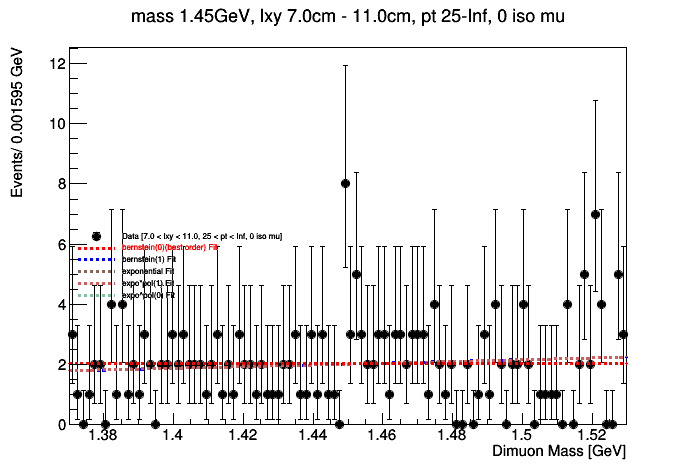 mass 1.45GeV, lxy 7.0cm - 11.0cm, pt 25-Inf, 0 iso mu
Events/ 0.001595 GeV
12
10
8
6
4
2
0
Data [7.0 < lxy < 11.0, 25 < pt < Inf, 0 iso mu]
bernstein(0)(best order) Fit
bernstein(1) Fit
exponential Fit
expo*pol(1) Fit
expo*pol(0) Fit
1.38 1.4 1.42 1.44 1.46 1.48 1.5 1.52
Dimuon Mass [GeV]